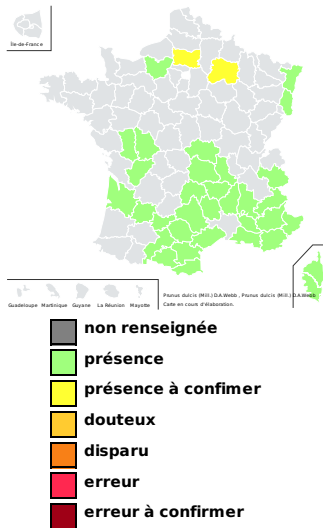 Île-de-France
Guadeloupe Martinique Guyane La Réunion Mayotte
Prunus dulcis (Mill.) D.A.Webb , Prunus dulcis (Mill.) D.A.Webb
Carte en cours d'élaboration.
non renseignée
présence
présence à confimer
douteux
disparu
erreur
erreur à confirmer